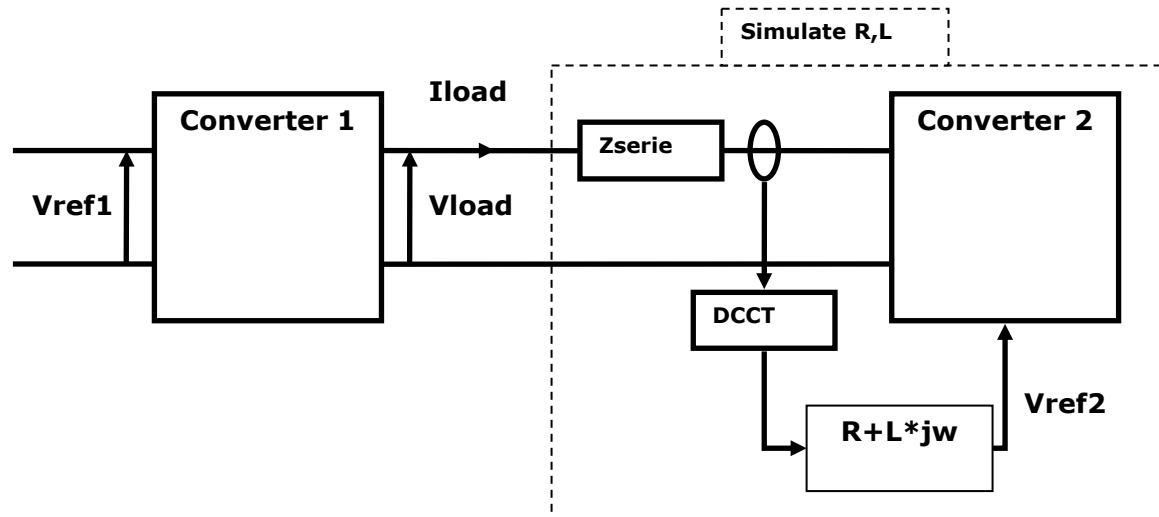 Simulate R,L
Iload
Converter 1
Converter 2
Zserie
Vref1
Vload
DCCT
Vref2
R+L*jw